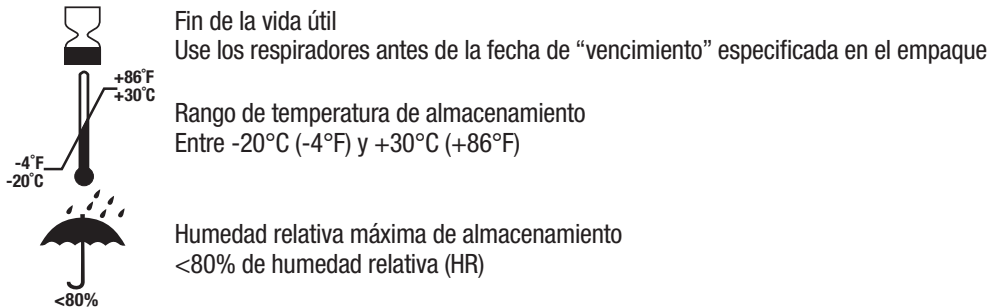 Fin de la vida útil
Use los respiradores antes de la fecha de “vencimiento” especificada en el empaque
+86˚F
+30˚C
Rango de temperatura de almacenamiento
Entre -20°C (-4°F) y +30°C (+86°F)
-4˚F
-20˚C
Humedad relativa máxima de almacenamiento
<80% de humedad relativa (HR)
<80%